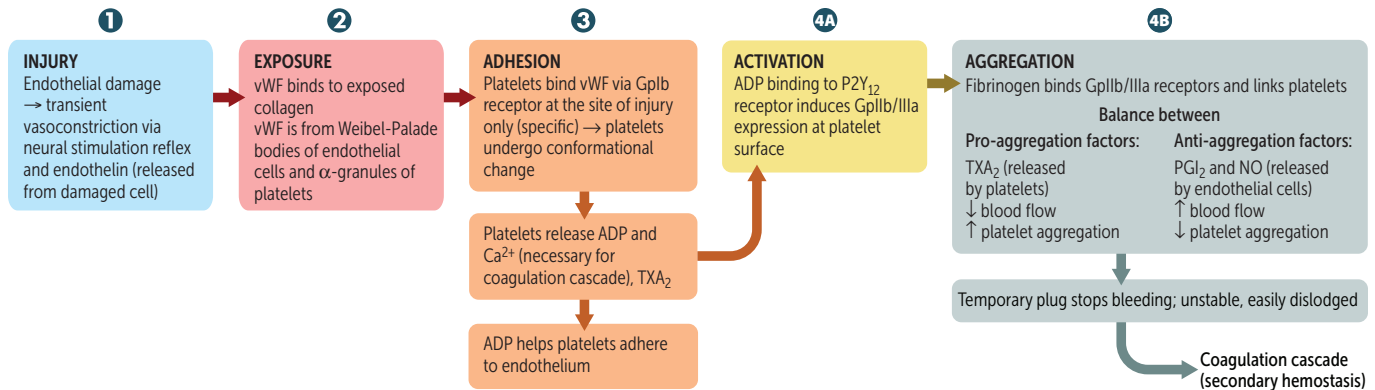 1
INJURY
Endothelial damage
→ transient
vasoconstriction via
neural stimulation reflex
and endothelin (released
from damaged cell)
2
EXPOSURE
vWF binds to exposed
collagen
vWF is from Weibel-Palade
bodies of endothelial
cells and α-granules of
platelets
3
ADHESION
Platelets bind vWF via GpIb
receptor at the site of injury
only (specific) → platelets
undergo conformational
change
Platelets release ADP and
Ca²⁺ (necessary for
coagulation cascade), TXA₂
ADP helps platelets adhere
to endothelium
4A
ACTIVATION
ADP binding to P2Y₁₂
receptor induces GpIIb/IIIa
expression at platelet
surface
4B
AGGREGATION
Fibrinogen binds GpIIb/IIIa receptors and links platelets
Balance between
Pro-aggregation factors:
TXA₂ (released
by platelets)
↓ blood flow
↑ platelet aggregation
Anti-aggregation factors:
PGI₂ and NO (released
by endothelial cells)
↑ blood flow
↓ platelet aggregation
Temporary plug stops bleeding; unstable, easily dislodged
Coagulation cascade
(secondary hemostasis)